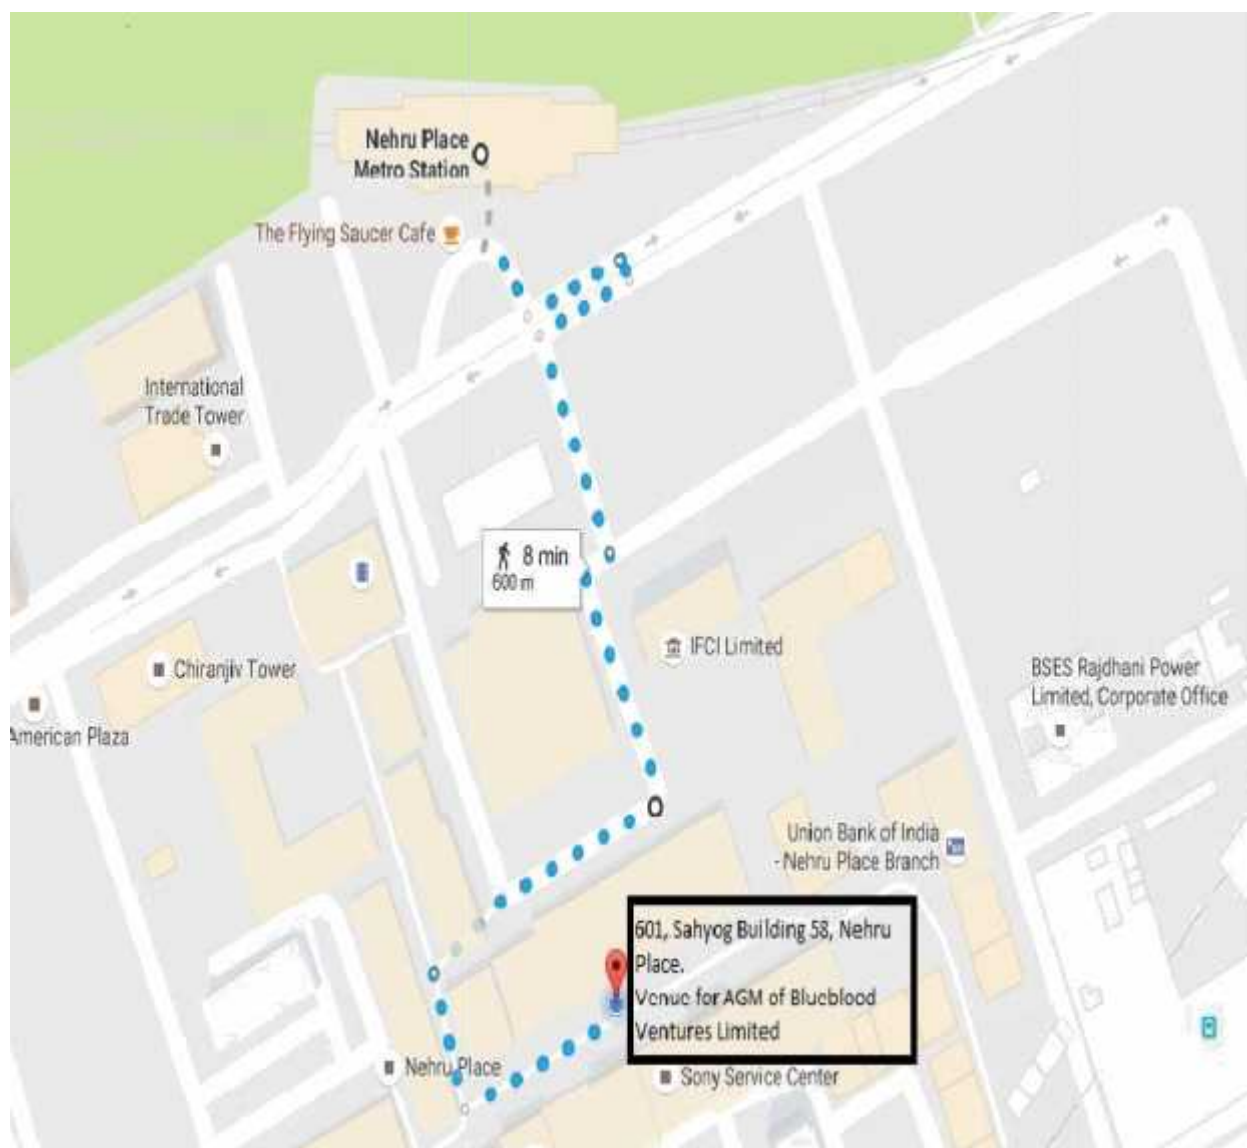 Nehru Place
Metro Station
The Flying Saucer Cafe
International
Trade Tower
8 min
600 m
IFCI Limited
Chiranjiv Tower
BSES Rajdhani Power
Limited, Corporate Office
American Plaza
Union Bank of India
- Nehru Place Branch
601, Sahyog Building 58, Nehru
Place.
Venue for AGM of Blueblood
Ventures Limited
Nehru Place
Sony Service Center